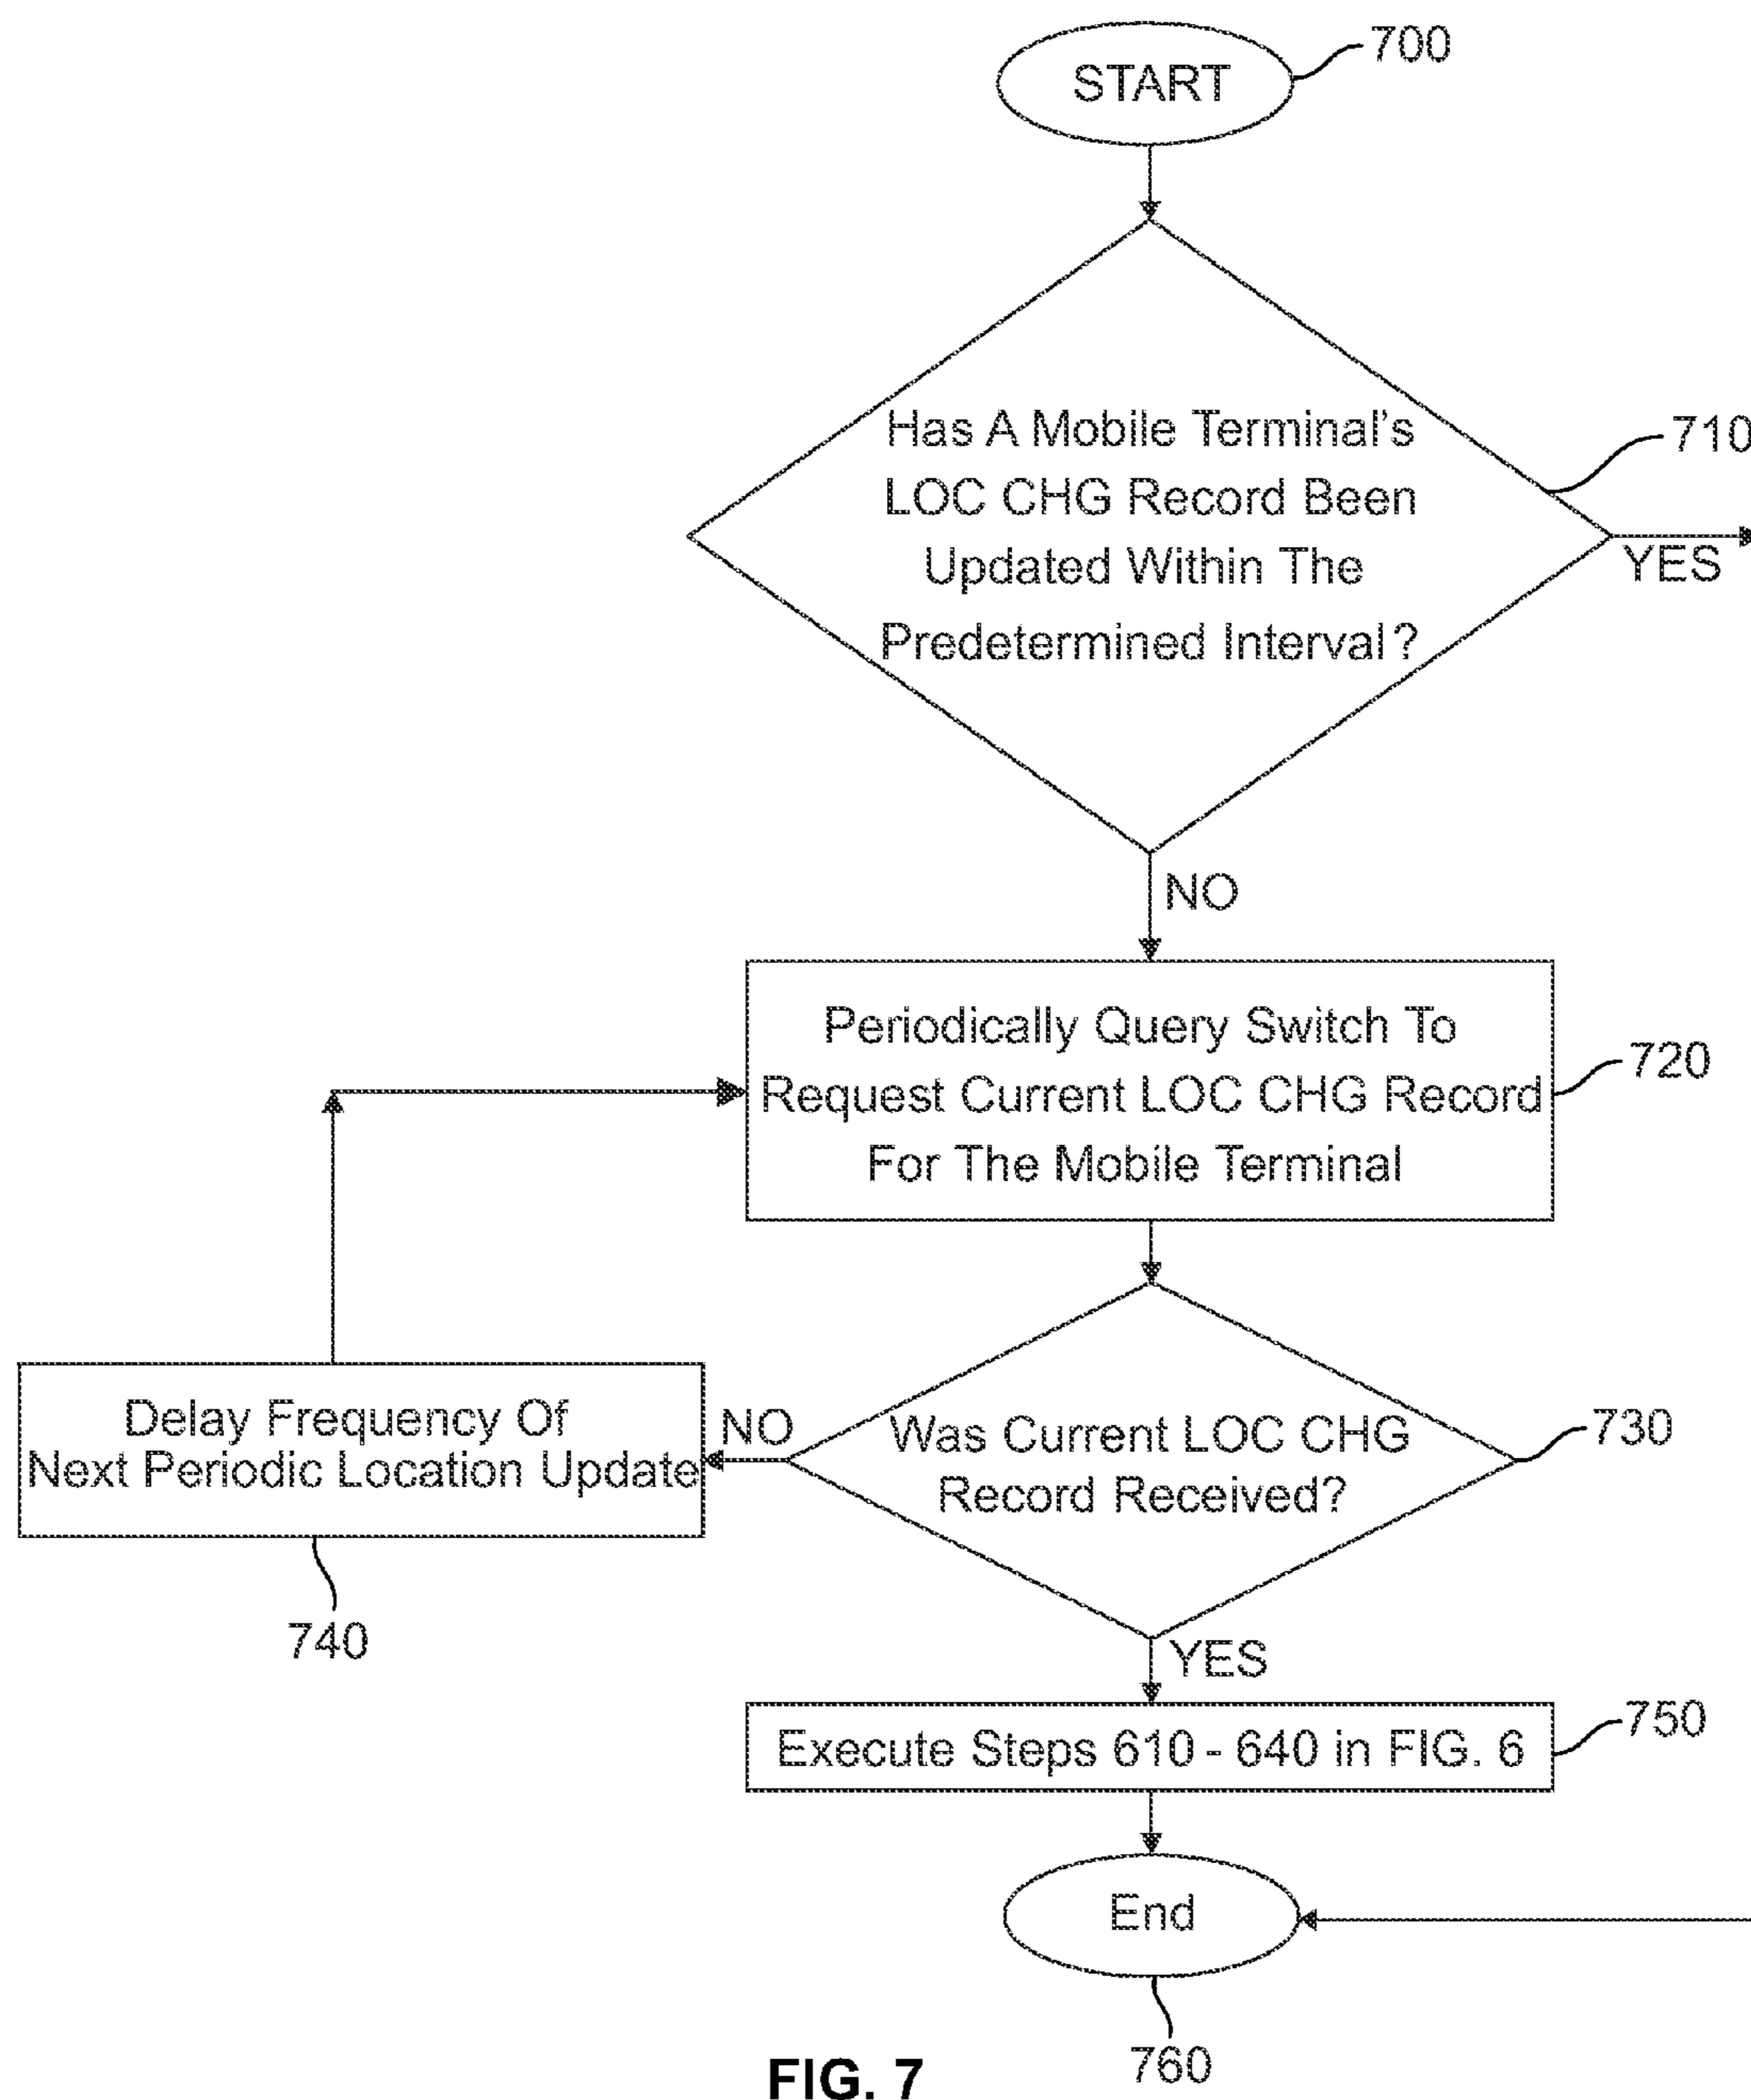 START
700
Has A Mobile Terminal's
LOC CHG Record Been
Updated Within The
Predetermined Interval?
710
YES
NO
Periodically Query Switch To
Request Current LOC CHG Record
For The Mobile Terminal
720
Delay Frequency Of
Next Periodic Location Update
740
NO
Was Current LOC CHG
Record Received?
730
YES
Execute Steps 610 - 640 in FIG. 6
750
End
760
FIG. 7